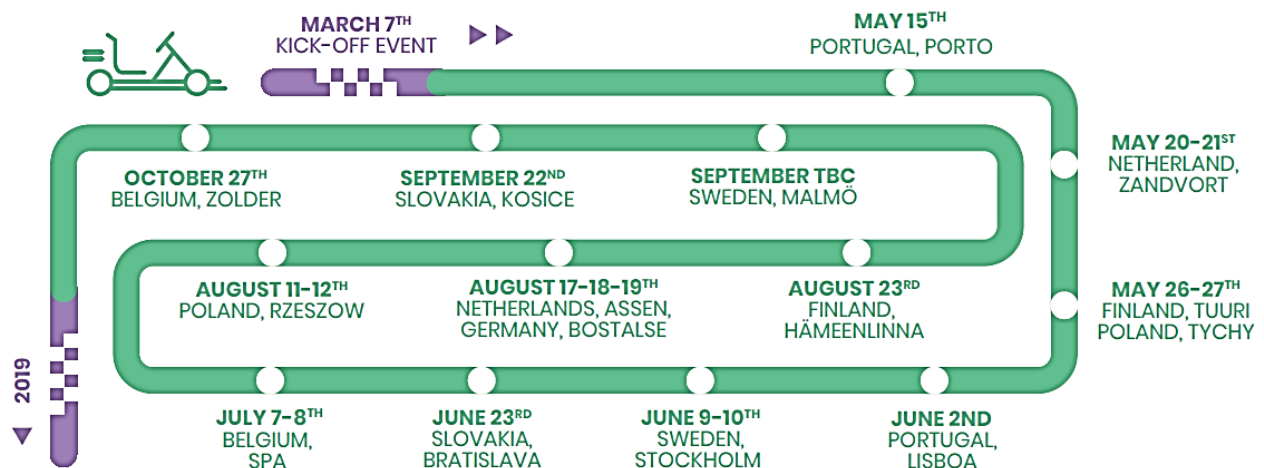 MARCH 7TH
KICK-OFF EVENT
MAY 15TH
PORTUGAL, PORTO
MAY 20-21ST
NETHERLAND,
ZANDVORT
MAY 26-27TH
FINLAND, TUURI
POLAND, TYCHY
JUNE 2ND
PORTUGAL,
LISBOA
JUNE 9-10TH
SWEDEN,
STOCKHOLM
JUNE 23RD
SLOVAKIA,
BRATISLAVA
JULY 7-8TH
BELGIUM,
SPA
AUGUST 11-12TH
POLAND, RZESZOW
AUGUST 17-18-19TH
NETHERLANDS, ASSEN,
GERMANY, BOSTALSE
AUGUST 23RD
FINLAND,
HÄMEENLINNA
SEPTEMBER TBC
SWEDEN, MALMÖ
SEPTEMBER 22ND
SLOVAKIA, KOSICE
OCTOBER 27TH
BELGIUM, ZOLDER
2019